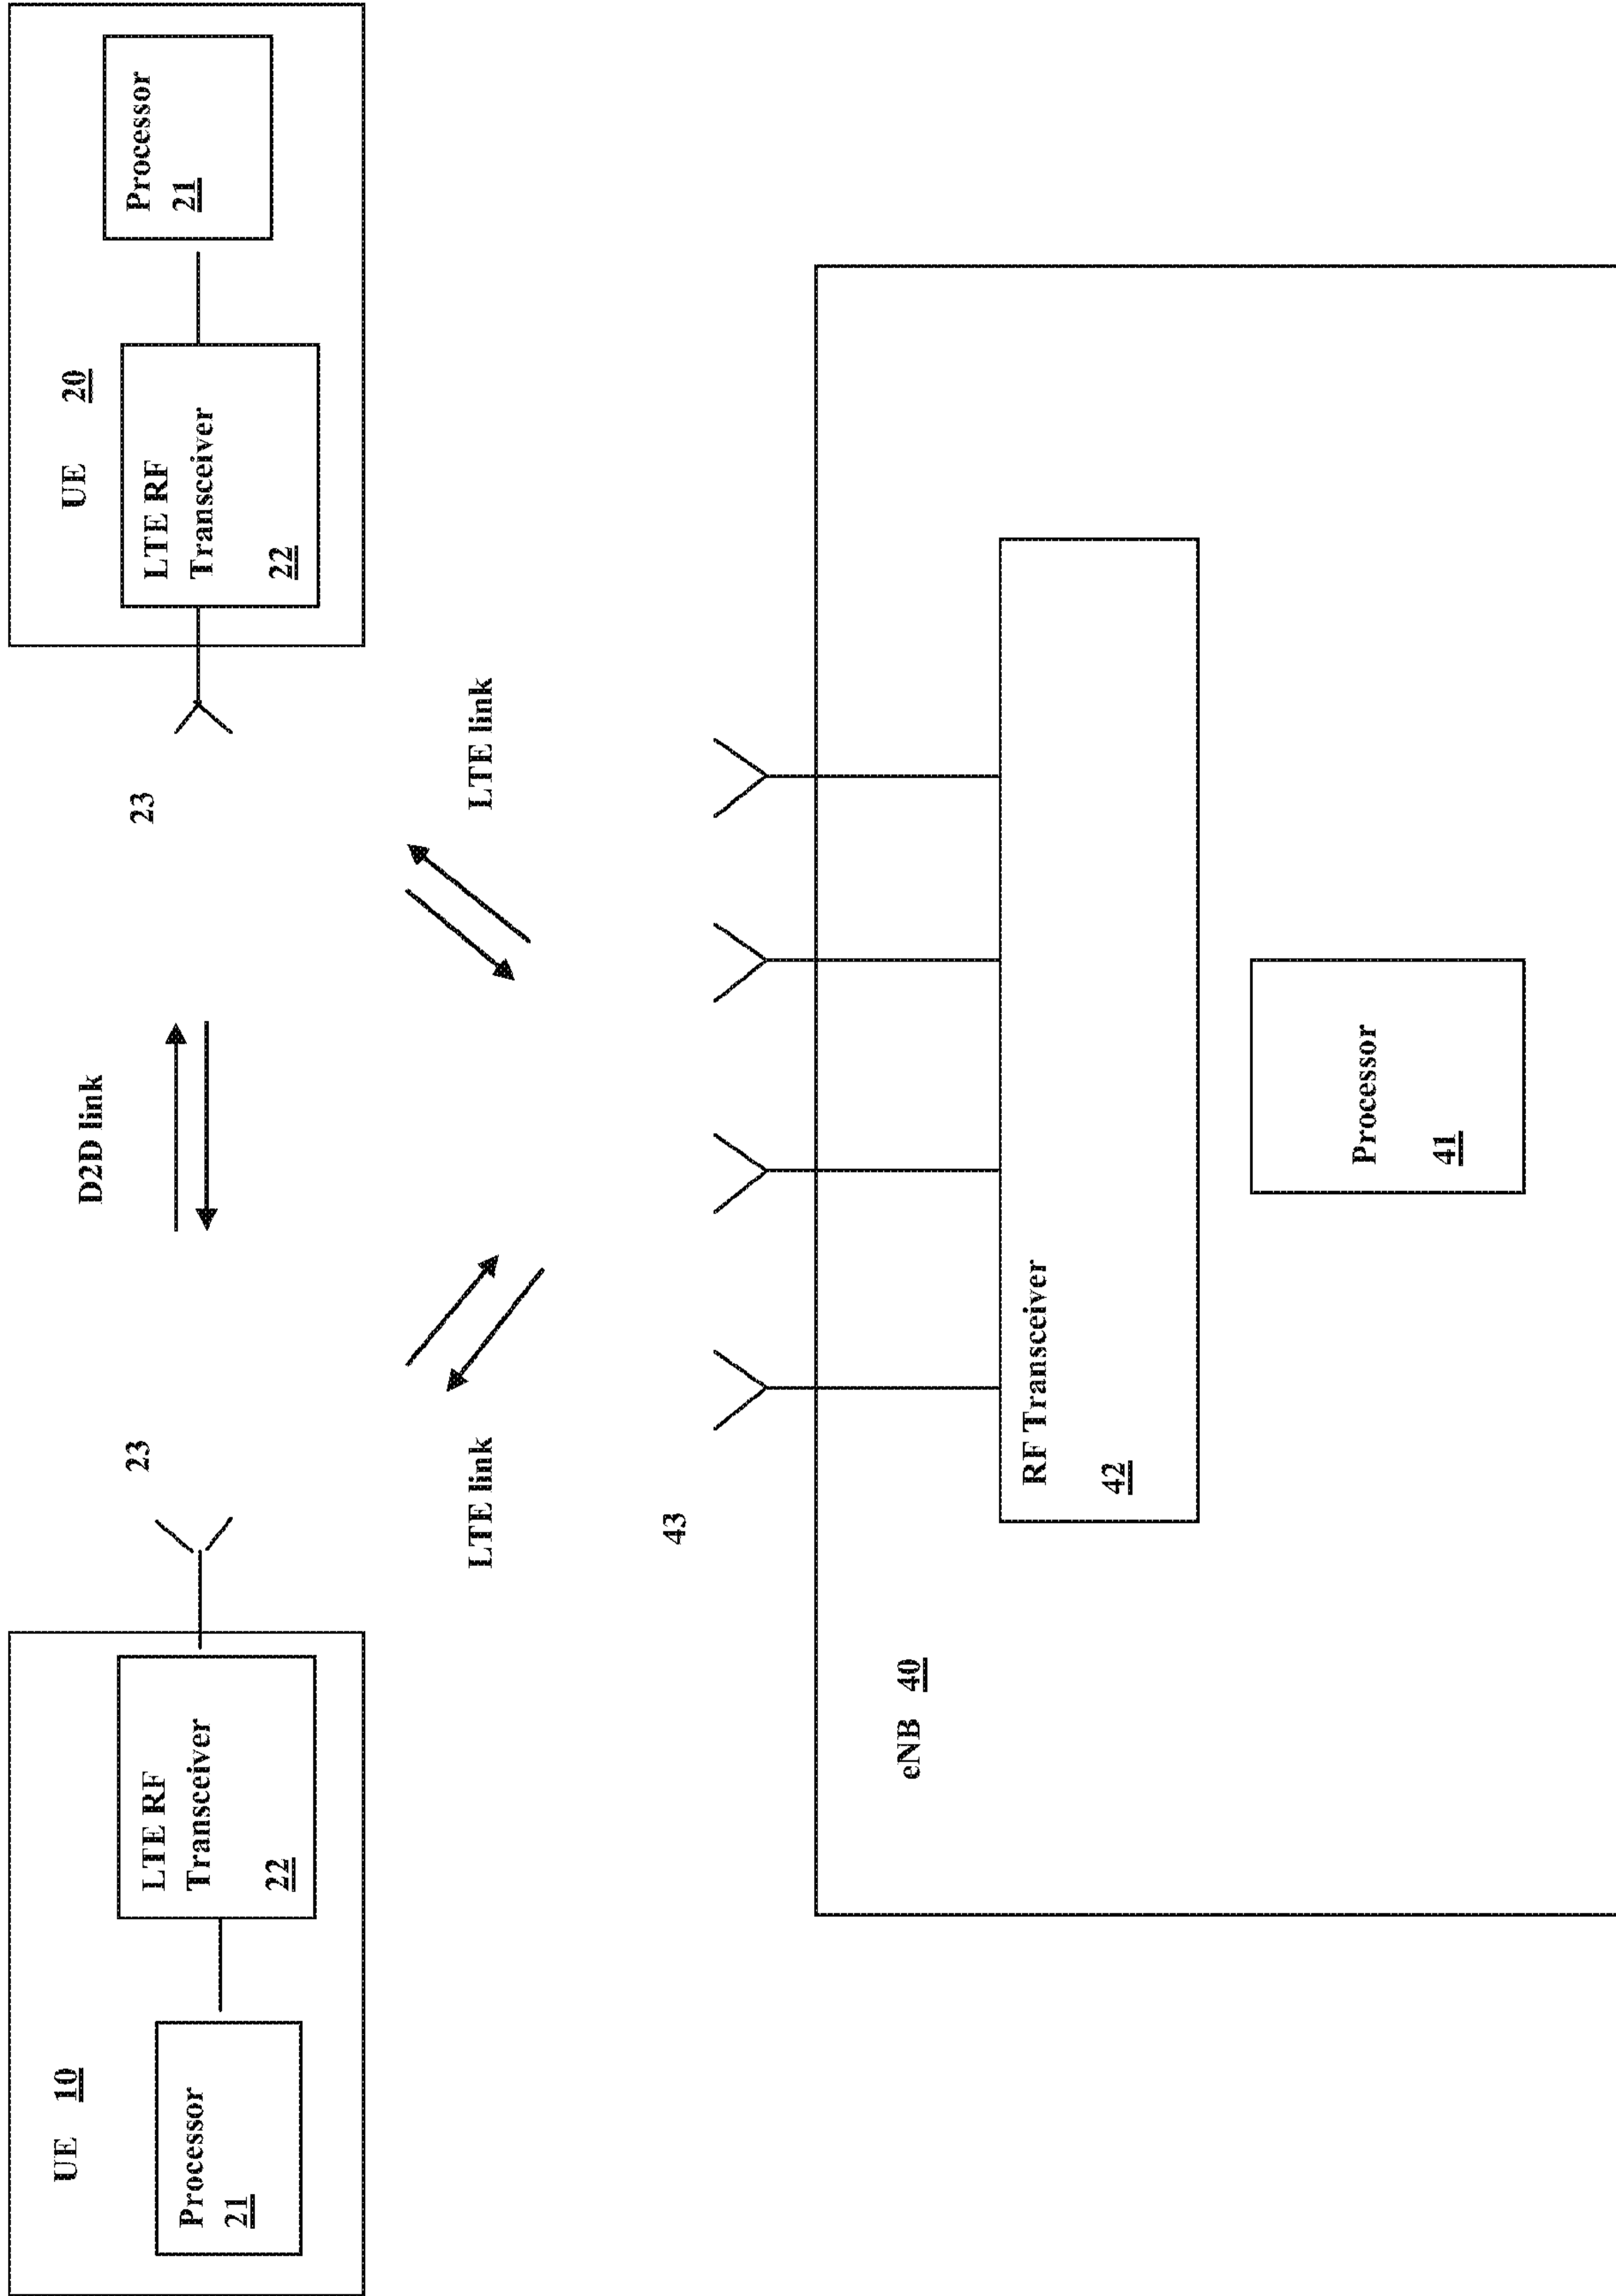 UE 10
Processor
21
LTE RF
Transceiver
22
23
D2D link
23
UE 20
LTE RF
Transceiver
22
Processor
21
LTE link
LTE link
43
eNB 40
RF Transceiver
42
Processor
41